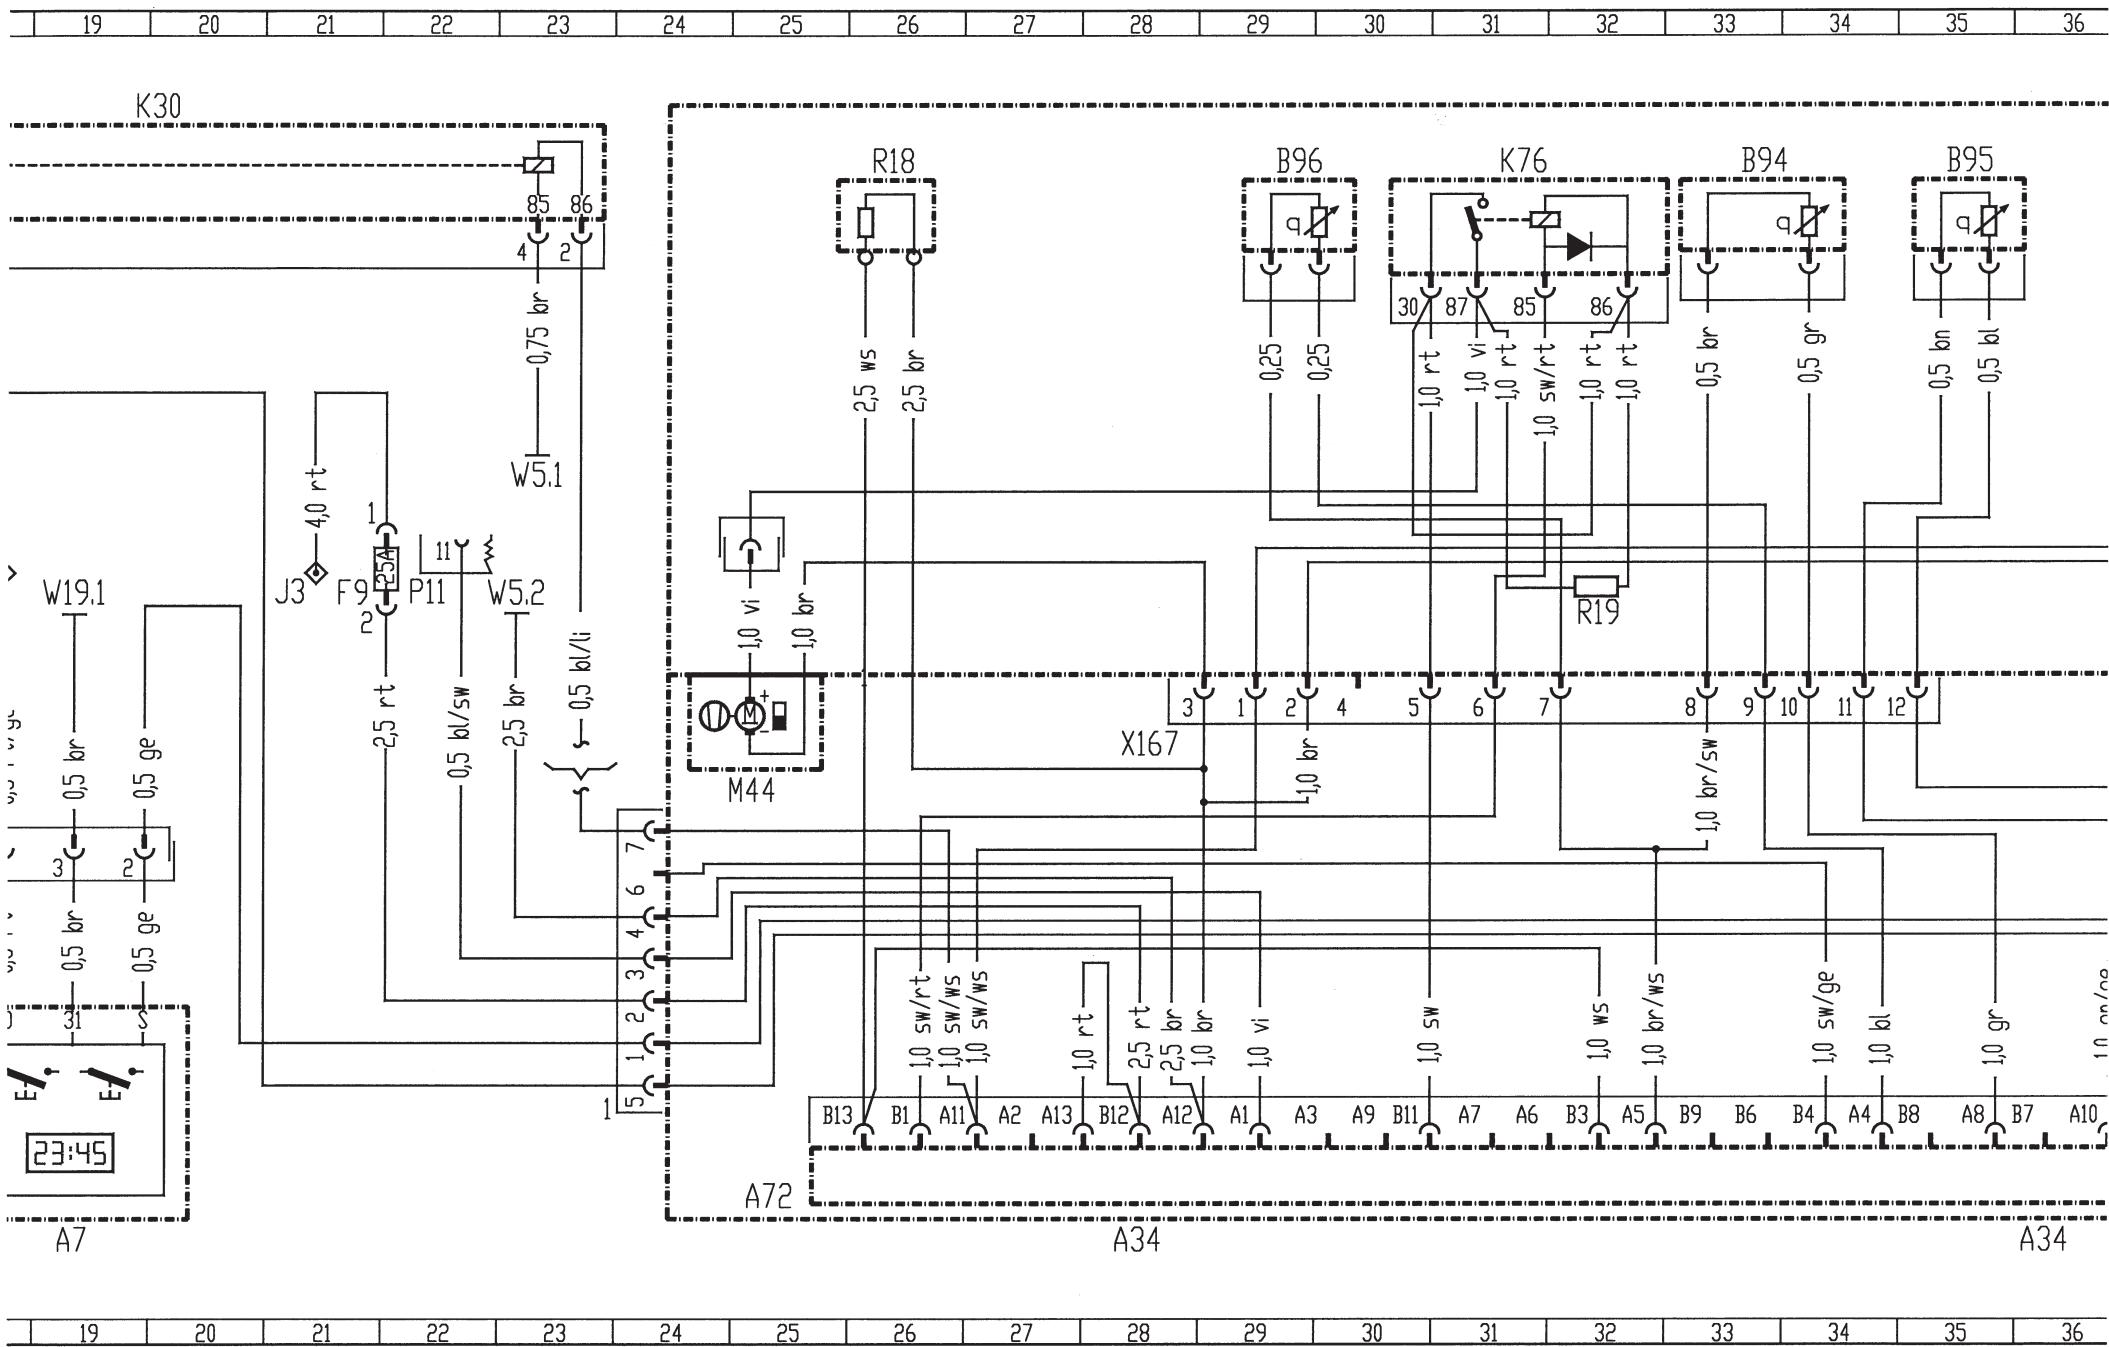 19 20 21 22 23 24 25 26 27 28 29 30 31 32 33 34 35 36
K30
R18 B96 K76 B94 B95
85 86
q q q
4 2
30 87 85 86
0,75 br
2,5 ws
2,5 br
0,25
0,25
1,0 rt
1,0 vi
1,0 rt
1,0 sw/rt
1,0 rt
1,0 rt
0,5 br
0,5 gr
0,5 bn
0,5 bl
W5.1
4,0 rt
1
25A
11
W19.1 J3 F9 P11 W5.2
2
R19
1,0 vi
1,0 br
0,5 bl/li
2,5 rt
0,5 bl/sw
2,5 br
0,5 br
0,5 ge
M + -
3 1 2 4 5 6 7 8 9 10 11 12
X167
1,0 br
1,0 br/sw
M44
7
3 2
6
0,5 br
0,5 ge
4
3
2
1
5
1
31 S
1,0 sw/rt
1,0 sw/ws
1,0 sw/ws
1,0 rt
2,5 rt
2,5 br
1,0 br
1,0 vi
1,0 sw
1,0 ws
1,0 br/ws
1,0 sw/ge
1,0 bl
1,0 gr
B13 B1 A11 A2 A13 B12 A12 A1 A3 A9 B11 A7 A6 B3 A5 B9 B6 B4 A4 B8 A8 B7 A10
23:45
A72
A7 A34 A34
19 20 21 22 23 24 25 26 27 28 29 30 31 32 33 34 35 36